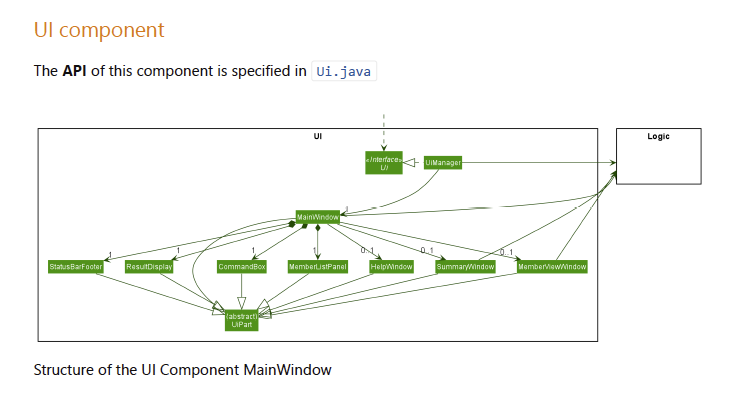 UI component
The API of this component is specified in Ui.java
UI
Logic
«Interface»
UI
UiManager
1
MainWindow
1
1
1
1
0..1
0..1
0..1
StatusBarFooter
ResultDisplay
CommandBox
MemberListPanel
HelpWindow
SummaryWindow
MemberViewWindow
{abstract}
UiPart
Structure of the UI Component MainWindow